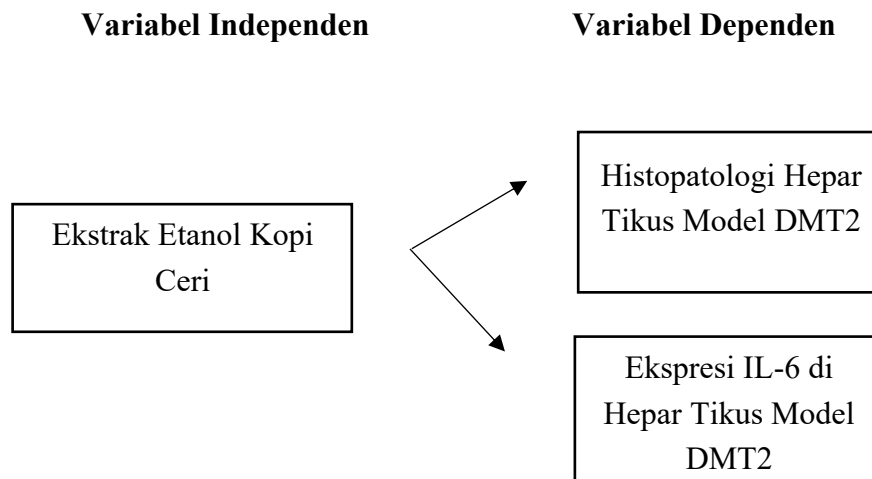 Variabel Independen
Variabel Dependen
Ekstrak Etanol Kopi
Ceri
Histopatologi Hepar
Tikus Model DMT2
Ekspresi IL-6 di
Hepar Tikus Model
DMT2